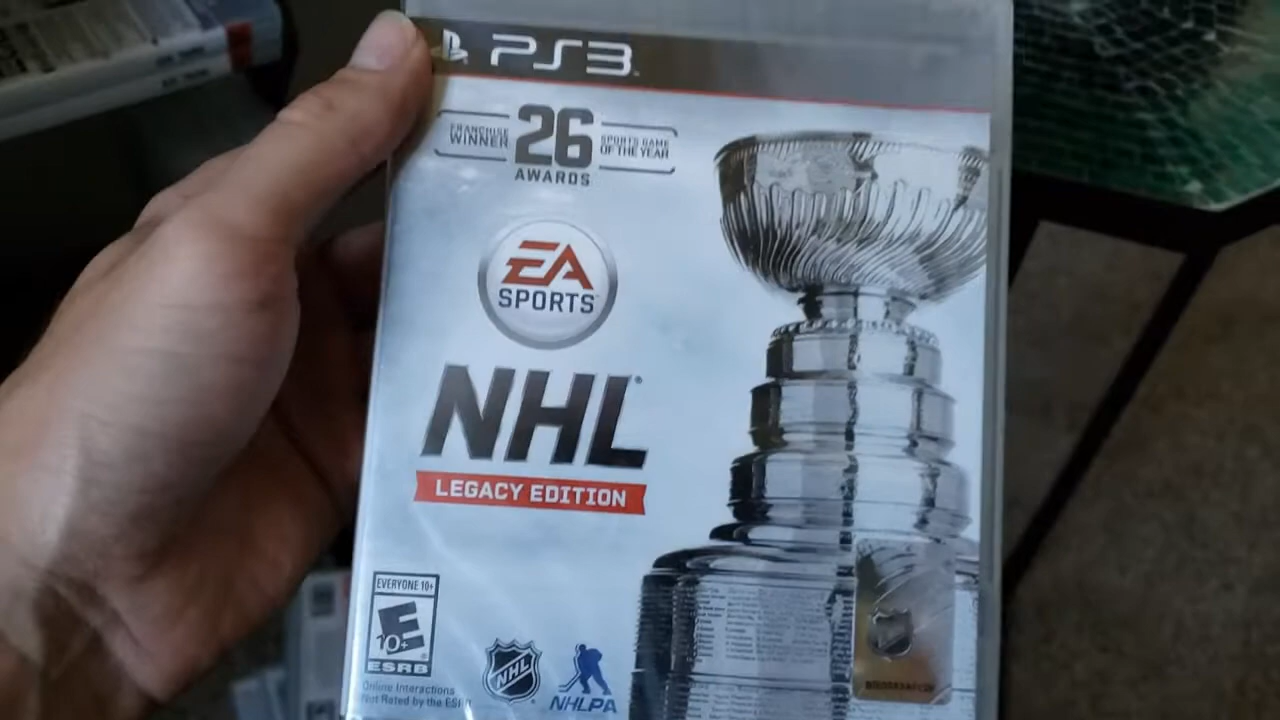 PS3
FRANCHISE WINNER
26
AWARDS
SPORTS GAME OF THE YEAR
EA
SPORTS
NHL
LEGACY EDITION
EVERYONE 10+
E
10+
ESRB
Online Interactions
Not Rated by the ESRB
NHL
NHLPA